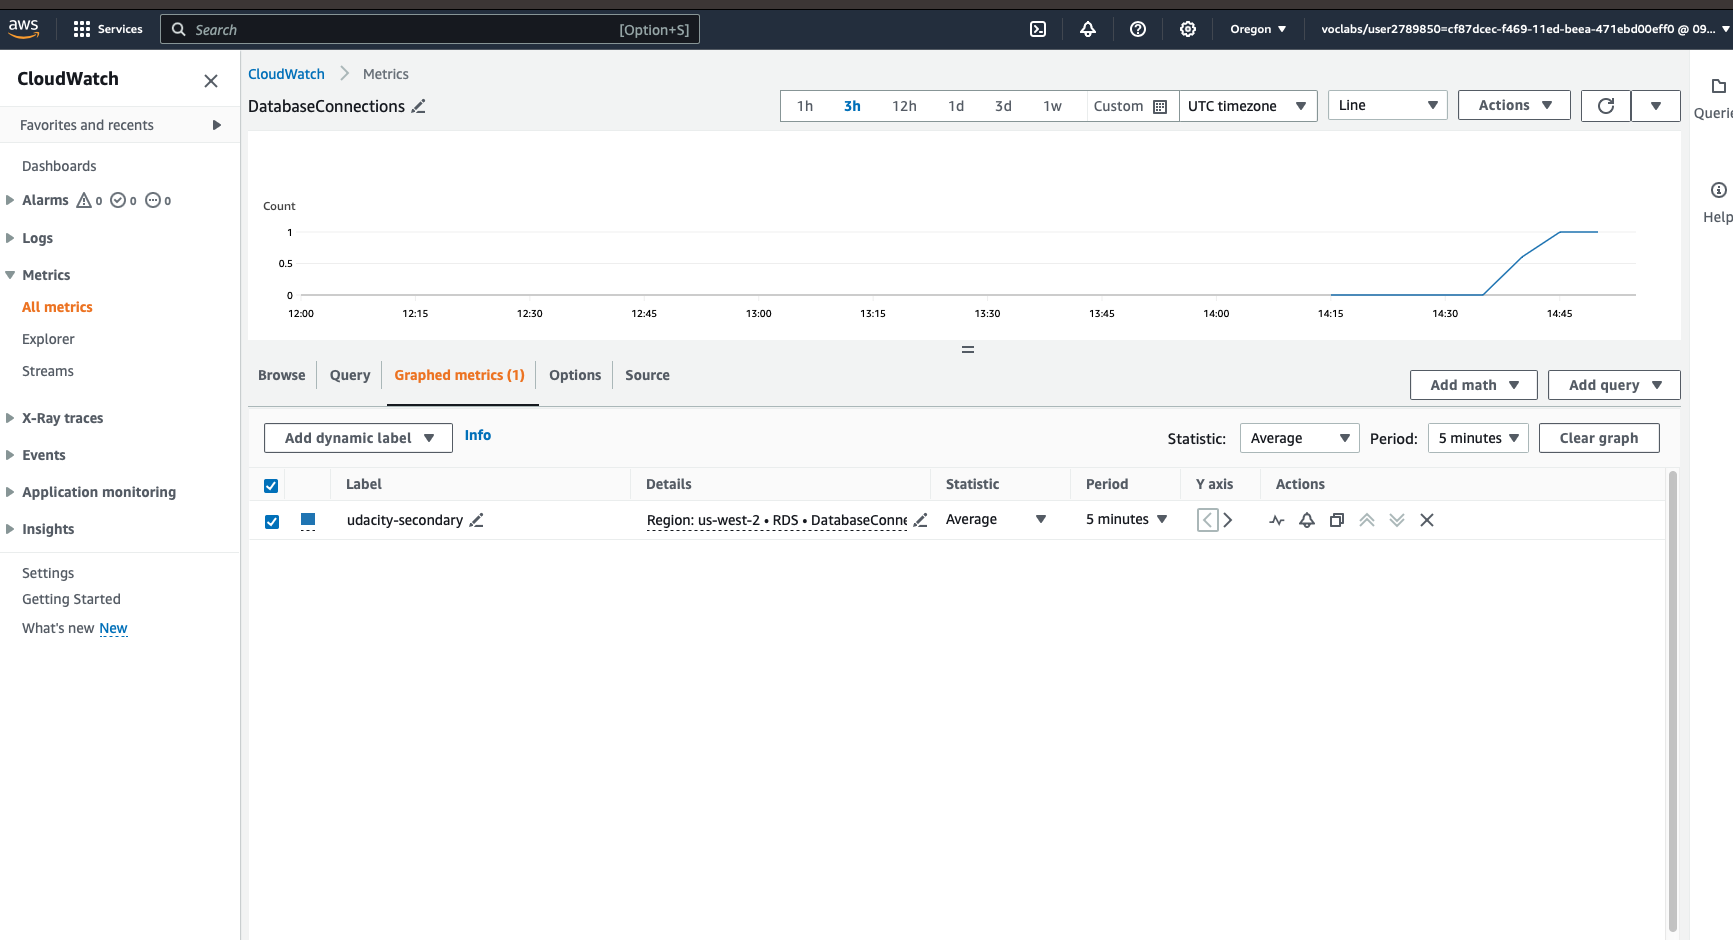 aws
Services
Search [Option+S]
Oregon
voclabs/user2789850=cf87dcec-f469-11ed-beea-471ebd00eff0 @ 09...
CloudWatch
Favorites and recents
Dashboards
Alarms 0 0 0
Logs
Metrics
All metrics
Explorer
Streams
X-Ray traces
Events
Application monitoring
Insights
Settings
Getting Started
What's new New
CloudWatch Metrics
DatabaseConnections
1h 3h 12h 1d 3d 1w Custom UTC timezone Line Actions
Count
1
0.5
0
12:00 12:15 12:30 12:45 13:00 13:15 13:30 13:45 14:00 14:15 14:30 14:45
Browse Query Graphed metrics (1) Options Source
Add math Add query
Add dynamic label Info
Statistic: Average Period: 5 minutes Clear graph
Label Details Statistic Period Y axis Actions
udacity-secondary Region: us-west-2 • RDS • DatabaseConne Average 5 minutes
Querie
Help